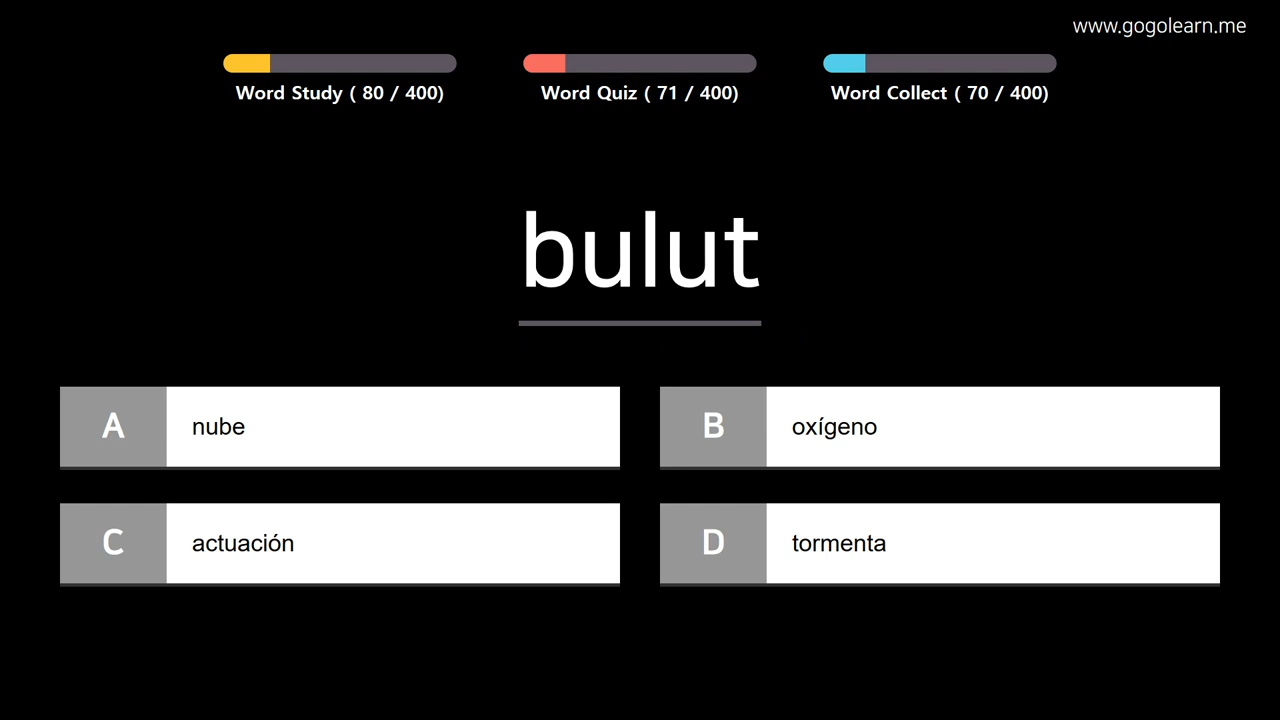 www.gogolearn.me
Word Study ( 80 / 400)
Word Quiz ( 71 / 400)
Word Collect ( 70 / 400)
bulut
A nube
B oxígeno
C actuación
D tormenta